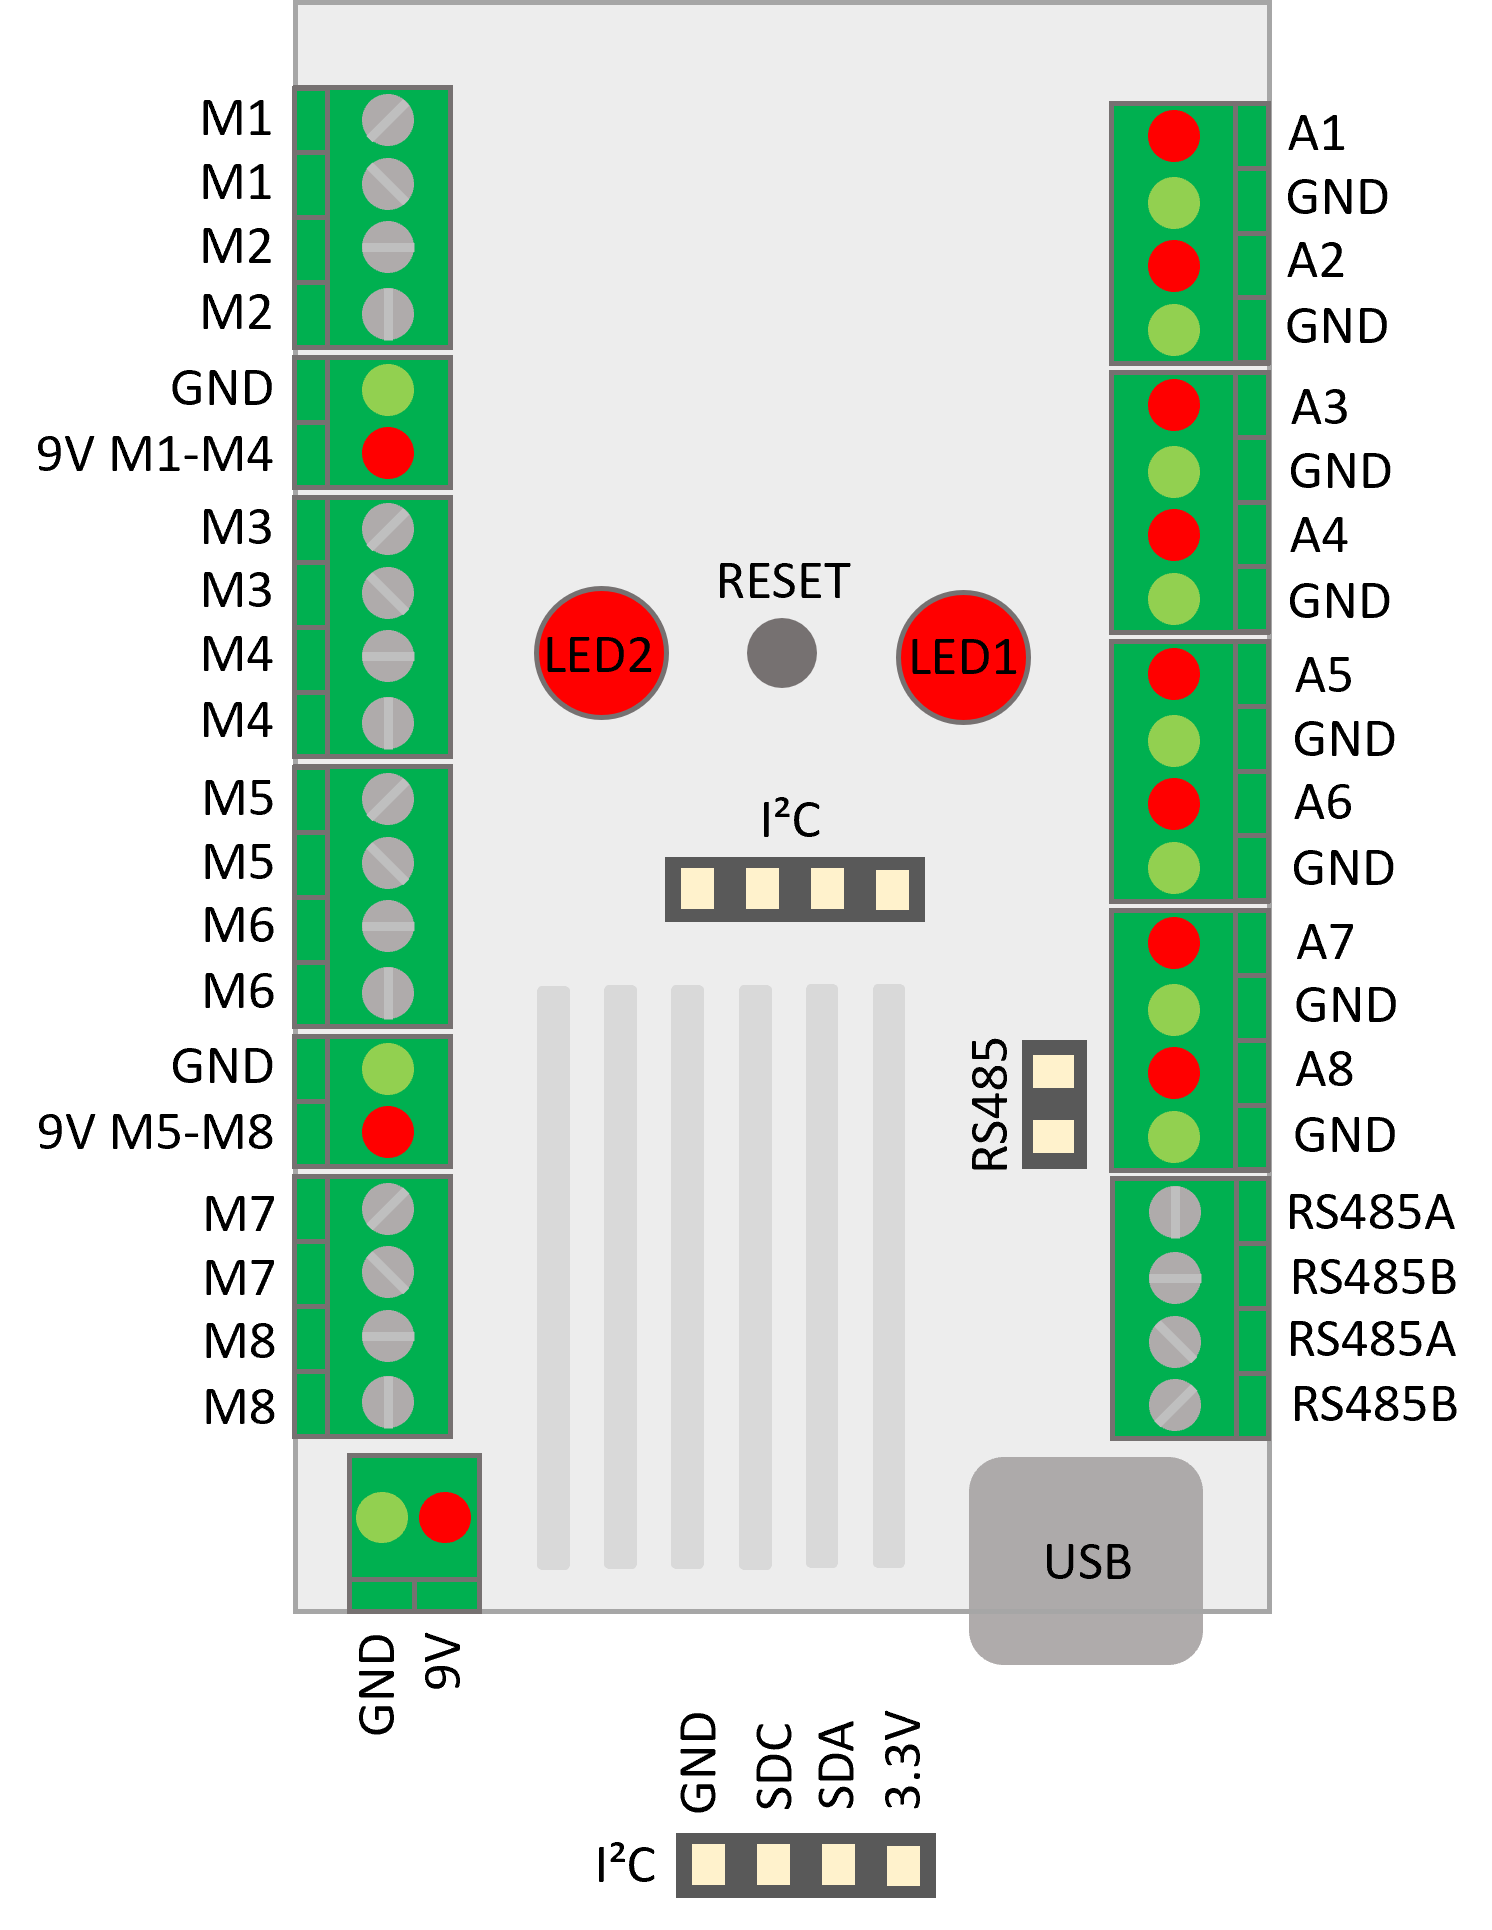 M1
M1
M2
M2
GND
9V M1-M4
M3
M3
M4
M4
M5
M5
M6
M6
GND
9V M5-M8
M7
M7
M8
M8
GND
9V
RESET
LED2
LED1
I²C
RS485
USB
A1
GND
A2
GND
A3
GND
A4
GND
A5
GND
A6
GND
A7
GND
A8
GND
RS485A
RS485B
RS485A
RS485B
GND
SDC
SDA
3.3V
I²C